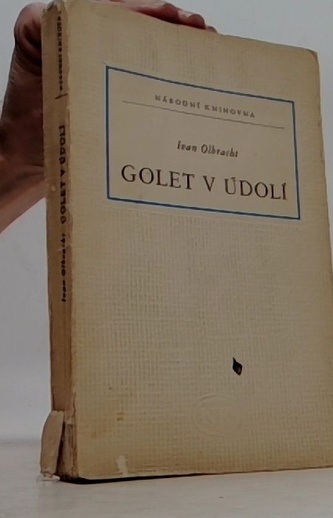 NÁRODNÍ KNIHOVNA
Ivan Olbracht
GOLET V ÚDOLÍ
Ivan Olbracht GOLET V ÚDOLÍ